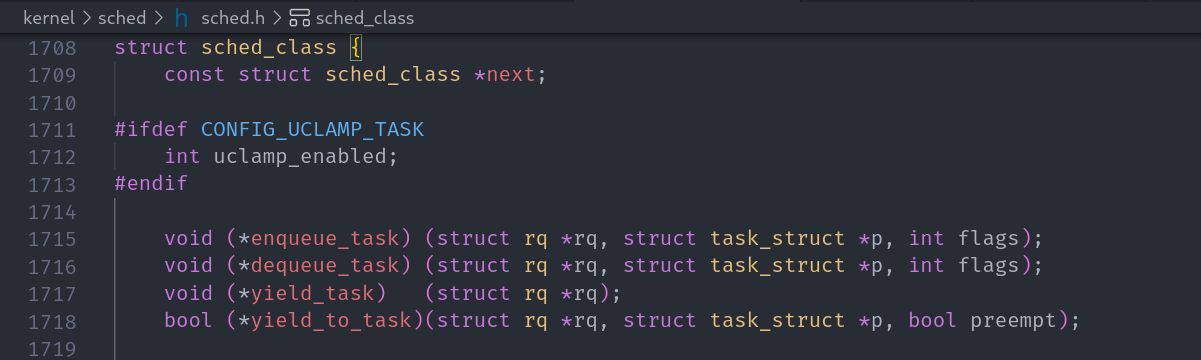 kernel > sched > h sched.h > sched_class
1708 struct sched_class {
1709     const struct sched_class *next;
1710
1711 #ifdef CONFIG_UCLAMP_TASK
1712     int uclamp_enabled;
1713 #endif
1714
1715     void (*enqueue_task) (struct rq *rq, struct task_struct *p, int flags);
1716     void (*dequeue_task) (struct rq *rq, struct task_struct *p, int flags);
1717     void (*yield_task)   (struct rq *rq);
1718     bool (*yield_to_task)(struct rq *rq, struct task_struct *p, bool preempt);
1719